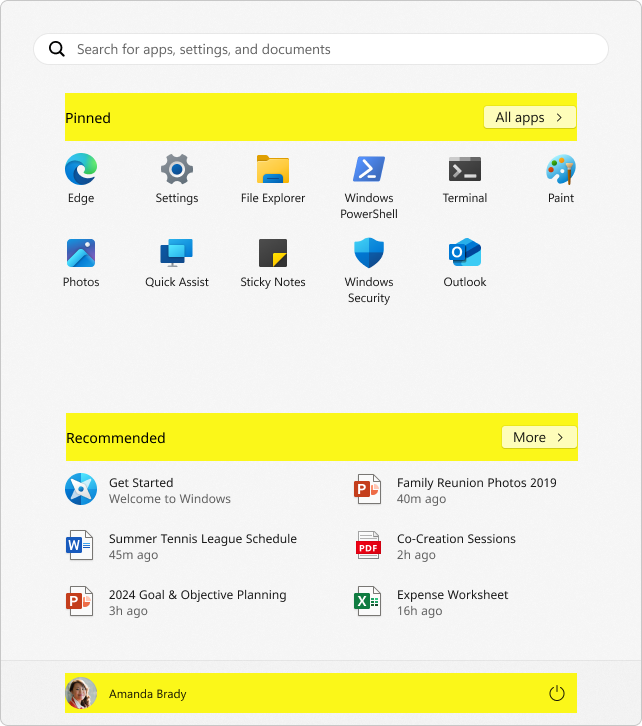 Search for apps, settings, and documents
Pinned
All apps
Edge
Settings
File Explorer
Windows
PowerShell
Terminal
Paint
Photos
Quick Assist
Sticky Notes
Windows
Security
Outlook
Recommended
More
Get Started
Welcome to Windows
Family Reunion Photos 2019
40m ago
Summer Tennis League Schedule
45m ago
Co-Creation Sessions
2h ago
2024 Goal & Objective Planning
3h ago
Expense Worksheet
16h ago
Amanda Brady